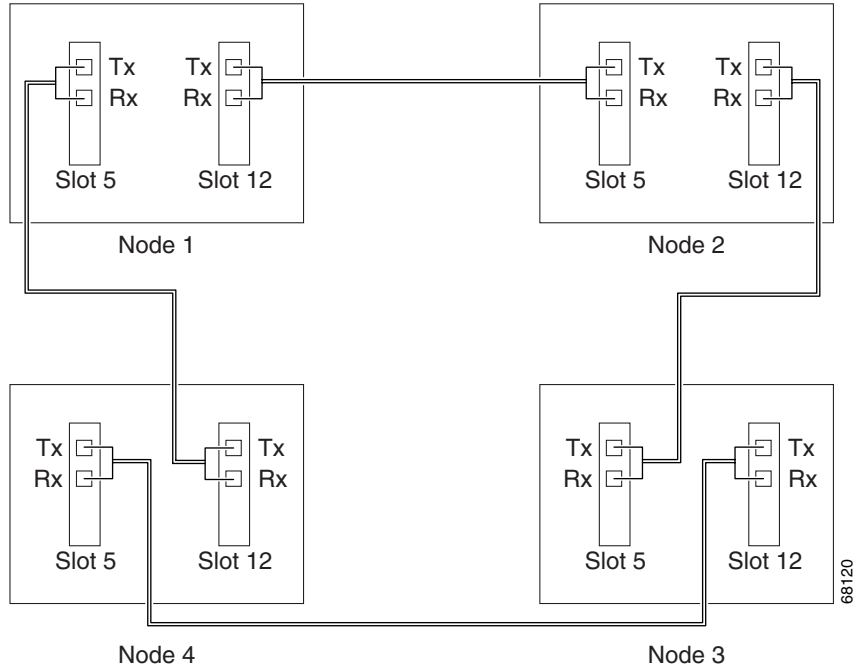 Tx Tx Tx Tx
Rx Rx Rx Rx
Slot 5 Slot 12 Slot 5 Slot 12
Node 1 Node 2
Tx Tx Tx Tx
Rx Rx Rx Rx
Slot 5 Slot 12 Slot 5 Slot 12
68120
Node 4 Node 3